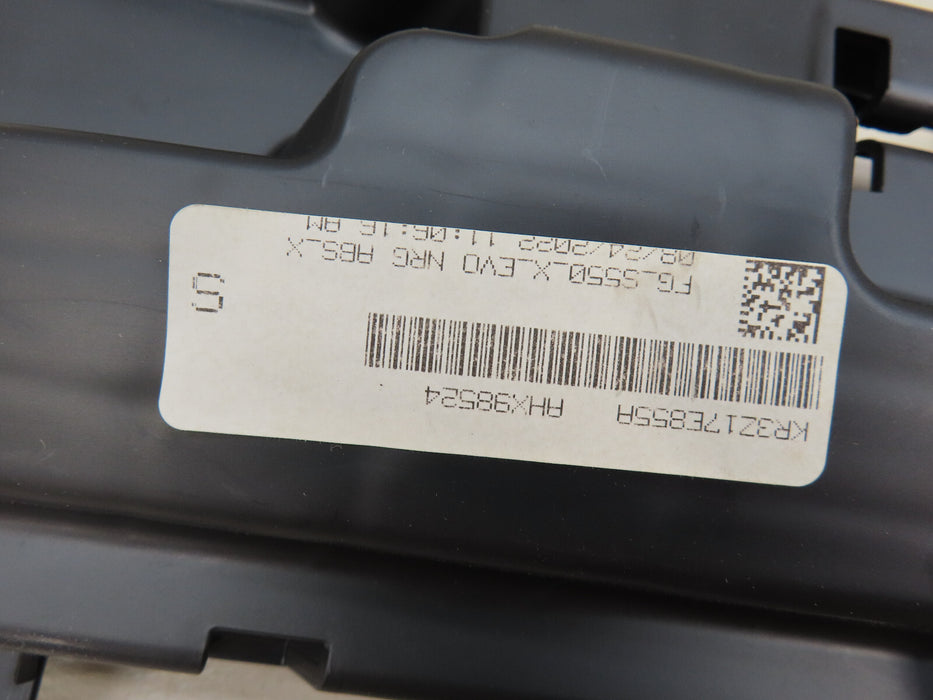 KR3Z17E855A AHX98524
FG_S550_X_EVO NRG ABS_X
08/24/2022 11:06:16 AM
S